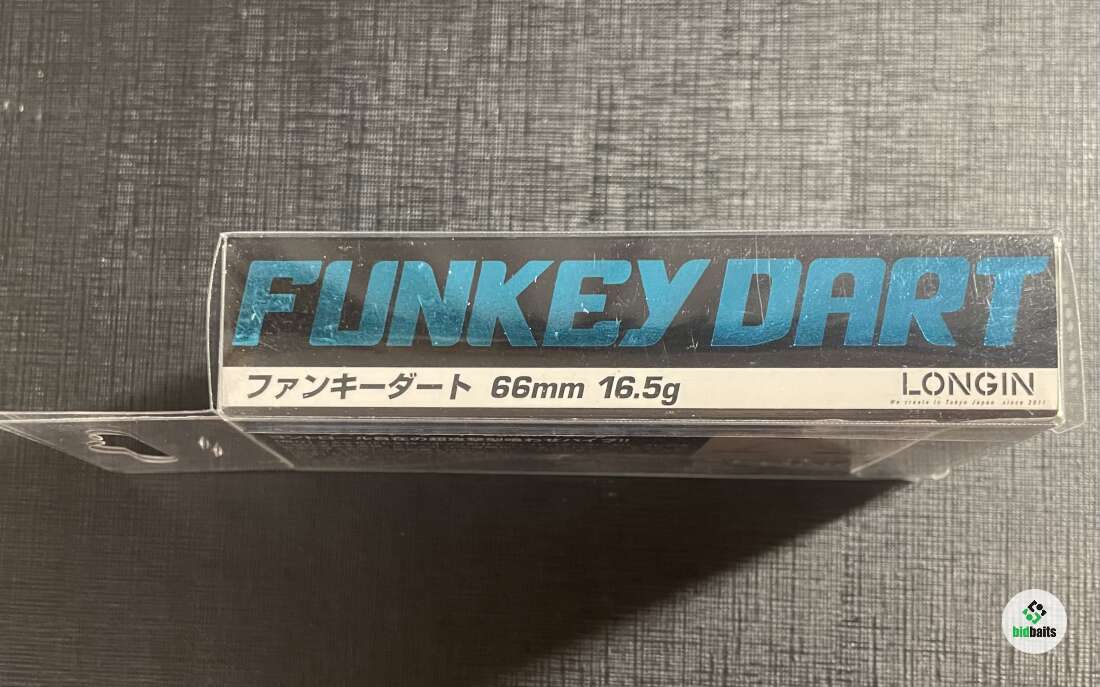 FUNKEY DART
ファンキーダート 66mm 16.5g
LONGIN
We create in Tokyo Japan .since 2011
bidbaits